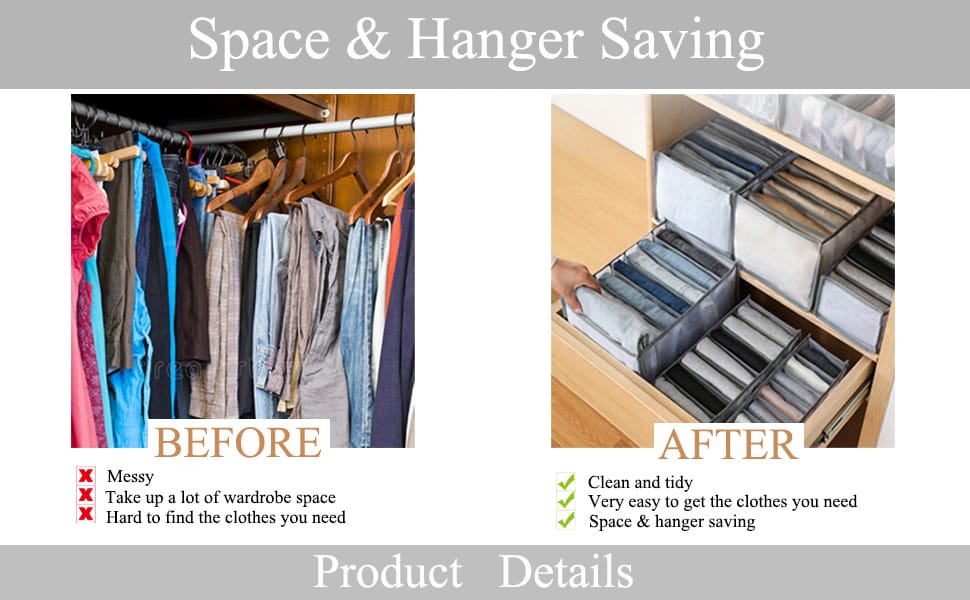 Space & Hanger Saving
BEFORE
Messy
Take up a lot of wardrobe space
Hard to find the clothes you need
AFTER
Clean and tidy
Very easy to get the clothes you need
Space & hanger saving
Product Details